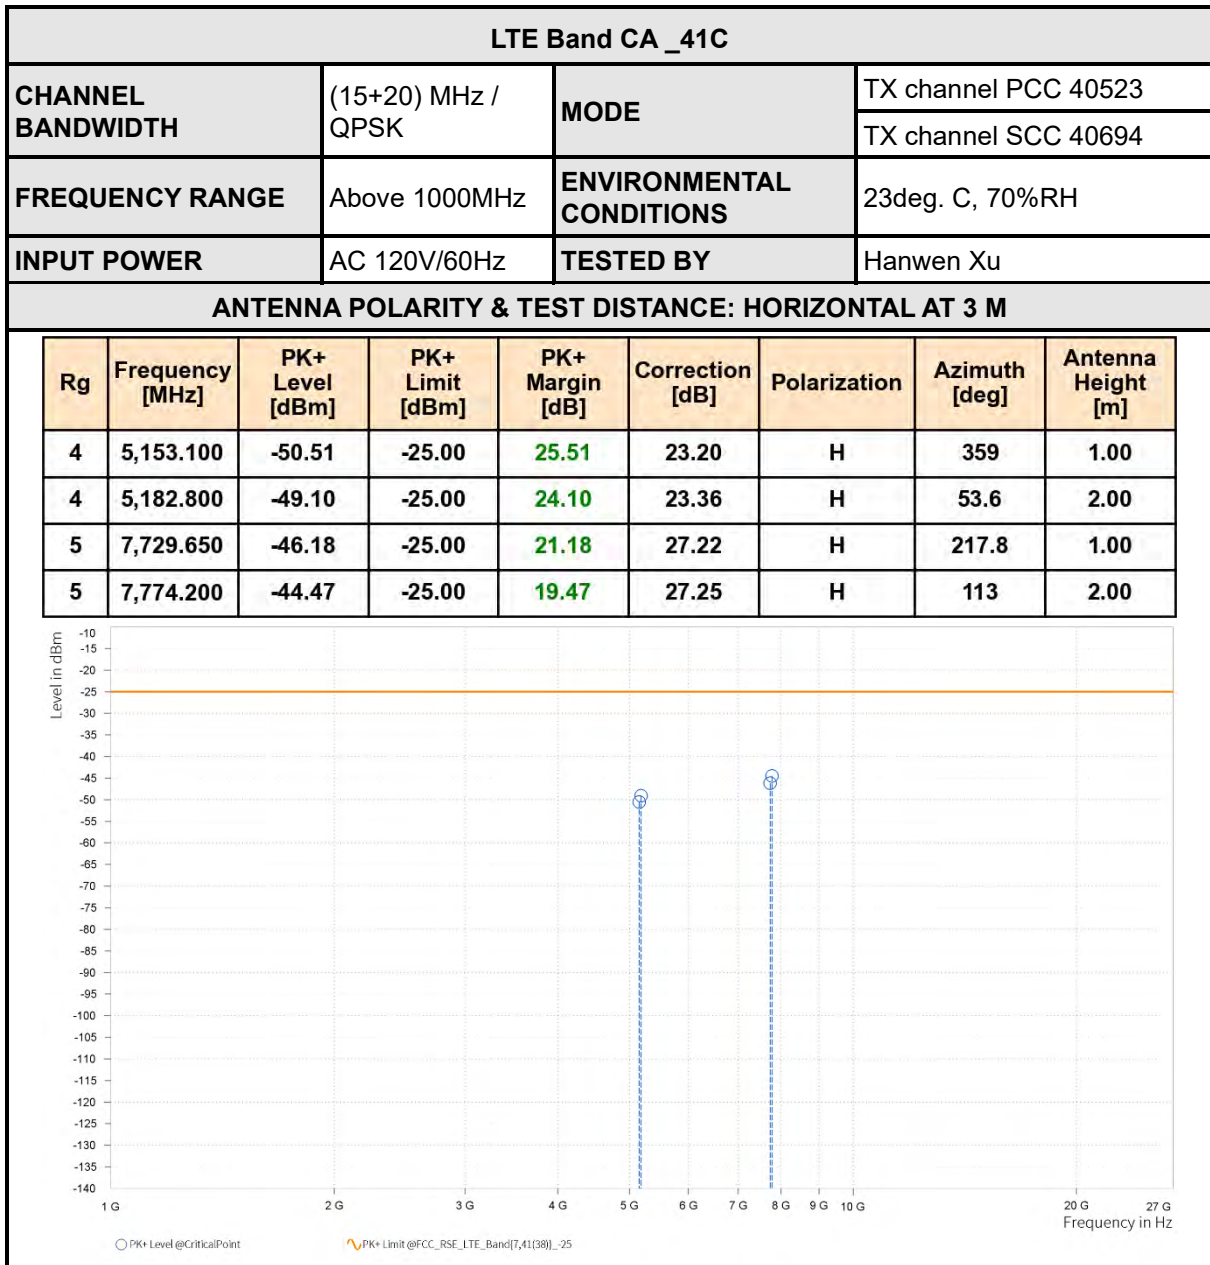 LTE Band CA _41C
CHANNEL BANDWIDTH (15+20) MHz / QPSK MODE TX channel PCC 40523
TX channel SCC 40694
FREQUENCY RANGE Above 1000MHz ENVIRONMENTAL CONDITIONS 23deg. C, 70%RH
INPUT POWER AC 120V/60Hz TESTED BY Hanwen Xu
ANTENNA POLARITY & TEST DISTANCE: HORIZONTAL AT 3 M
Rg Frequency [MHz] PK+ Level [dBm] PK+ Limit [dBm] PK+ Margin [dB] Correction [dB] Polarization Azimuth [deg] Antenna Height [m]
4 5,153.100 -50.51 -25.00 25.51 23.20 H 359 1.00
4 5,182.800 -49.10 -25.00 24.10 23.36 H 53.6 2.00
5 7,729.650 -46.18 -25.00 21.18 27.22 H 217.8 1.00
5 7,774.200 -44.47 -25.00 19.47 27.25 H 113 2.00
Level in dBm
-10
-15
-20
-25
-30
-35
-40
-45
-50
-55
-60
-65
-70
-75
-80
-85
-90
-95
-100
-105
-110
-115
-120
-125
-130
-135
-140
1 G 2 G 3 G 4 G 5 G 6 G 7 G 8 G 9 G 10 G 20 G 27 G
Frequency in Hz
PK+ Level @CriticalPoint PK+ Limit @FCC_RSE_LTE_Band[7,41(38)]_-25